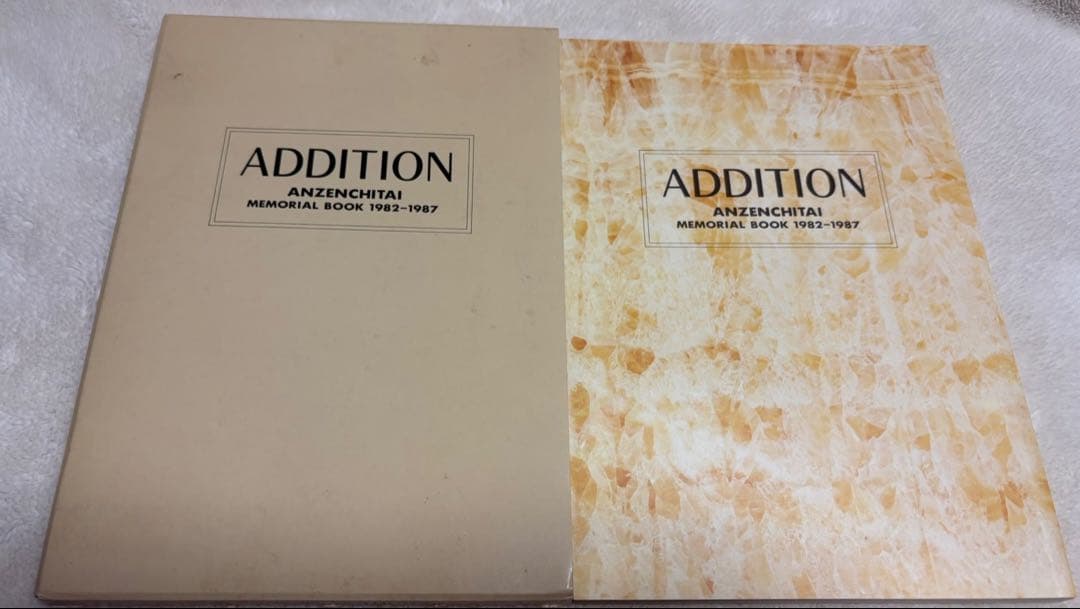 ADDITION
ANZENCHITAI
MEMORIAL BOOK 1982-1987
ADDITION
ANZENCHITAI
MEMORIAL BOOK 1982-1987